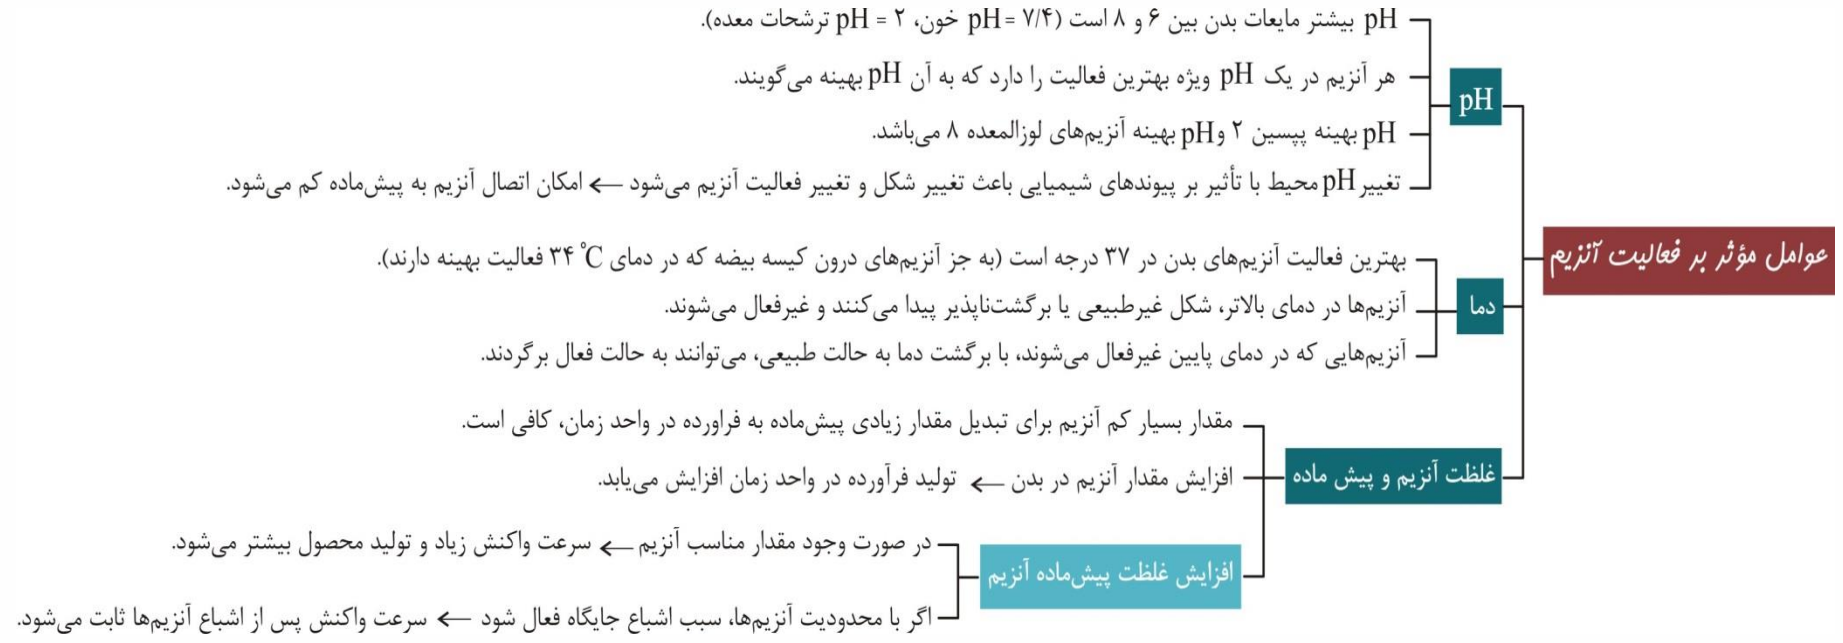 عوامل مؤثر بر فعالیت آنزیم
pH
pH بیشتر مایعات بدن بین ۶ و ۸ است (pH = ۷/۴ خون، pH = ۲ ترشحات معده).
هر آنزیم در یک pH ویژه بهترین فعالیت را دارد که به آن pH بهینه می‌گویند.
pH بهینه پپسین ۲ و pH بهینه آنزیم‌های لوزالمعده ۸ می‌باشد.
تغییر pH محیط با تأثیر بر پیوندهای شیمیایی باعث تغییر شکل و تغییر فعالیت آنزیم می‌شود ← امکان اتصال آنزیم به پیش‌ماده کم می‌شود.
دما
بهترین فعالیت آنزیم‌های بدن در ۳۷ درجه است (به جز آنزیم‌های درون کیسه بیضه که در دمای ۳۴ °C فعالیت بهینه دارند).
آنزیم‌ها در دمای بالاتر، شکل غیرطبیعی یا برگشت‌ناپذیر پیدا می‌کنند و غیرفعال می‌شوند.
آنزیم‌هایی که در دمای پایین غیرفعال می‌شوند، با برگشت دما به حالت طبیعی، می‌توانند به حالت فعال برگردند.
غلظت آنزیم و پیش ماده
مقدار بسیار کم آنزیم برای تبدیل مقدار زیادی پیش‌ماده به فراورده در واحد زمان، کافی است.
افزایش مقدار آنزیم در بدن ← تولید فرآورده در واحد زمان افزایش می‌یابد.
افزایش غلظت پیش‌ماده آنزیم
در صورت وجود مقدار مناسب آنزیم ← سرعت واکنش زیاد و تولید محصول بیشتر می‌شود.
اگر با محدودیت آنزیم‌ها، سبب اشباع جایگاه فعال شود ← سرعت واکنش پس از اشباع آنزیم‌ها ثابت می‌شود.